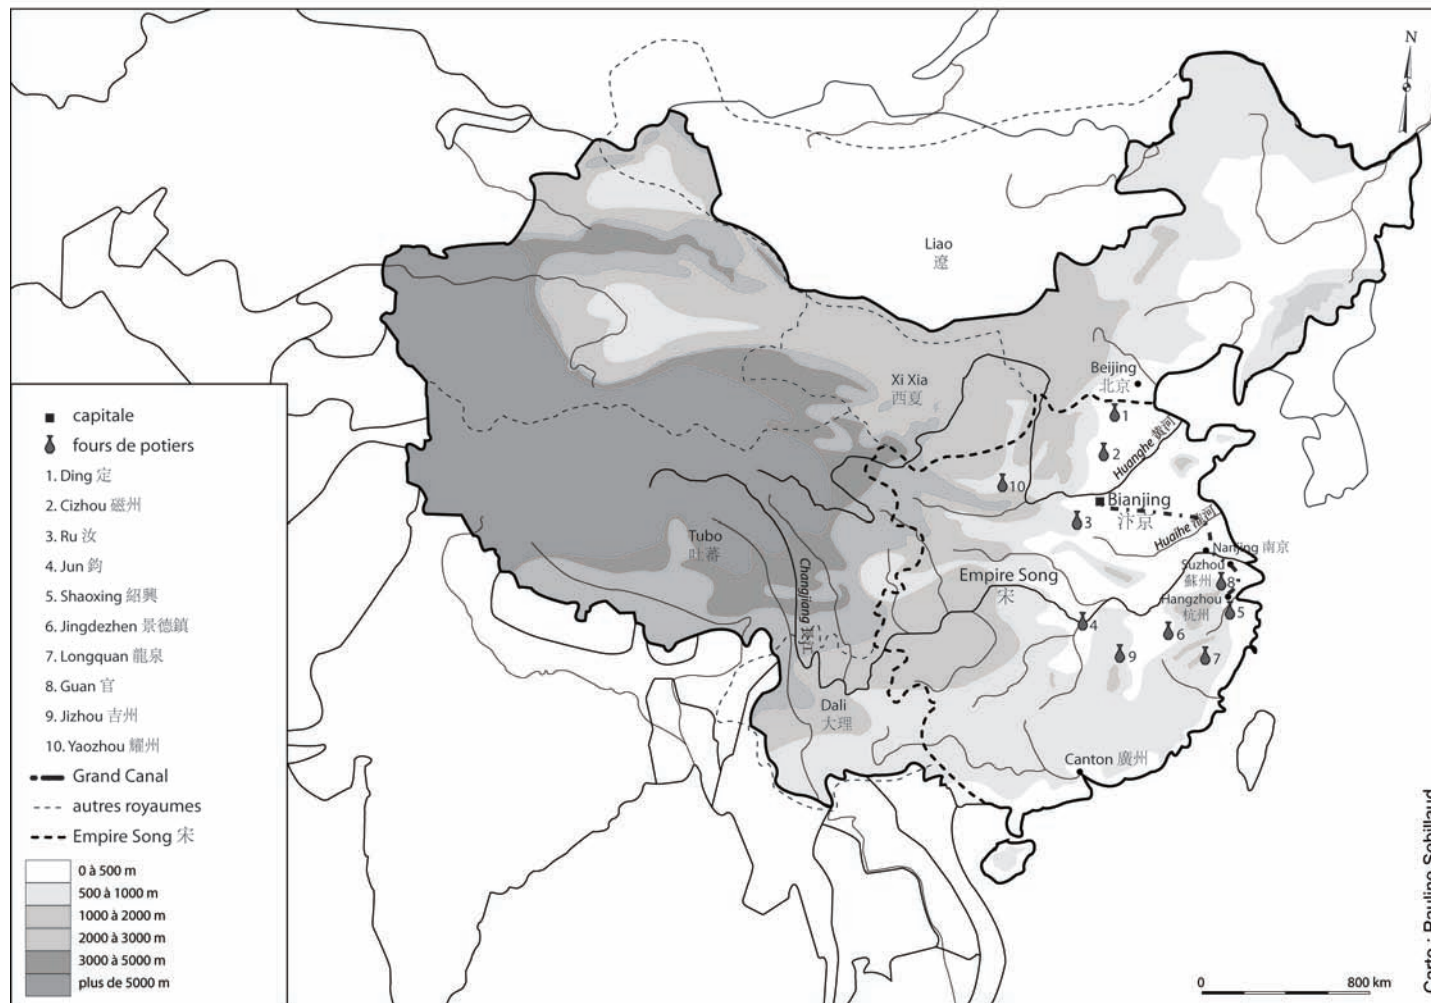 N
Liao
遼
Beijing
北京
Xi Xia
西夏
1
2
Huanghe 黄河
10
Bianjing
汴京
3
Huaihe 淮河
Tubo
吐蕃
Changjiang 長江
Nanjing 南京
Suzhou
蘇州
8
Empire Song
宋
Hangzhou
杭州
5
4
6
9
7
Dali
大理
Canton 廣州
capitale
fours de potiers
1. Ding 定
2. Cizhou 磁州
3. Ru 汝
4. Jun 鈞
5. Shaoxing 紹興
6. Jingdezhen 景德鎮
7. Longquan 龍泉
8. Guan 官
9. Jizhou 吉州
10. Yaozhou 耀州
Grand Canal
autres royaumes
Empire Song 宋
0 à 500 m
500 à 1000 m
1000 à 2000 m
2000 à 3000 m
3000 à 5000 m
plus de 5000 m
0 800 km
Carte : Pauline Sebillaud